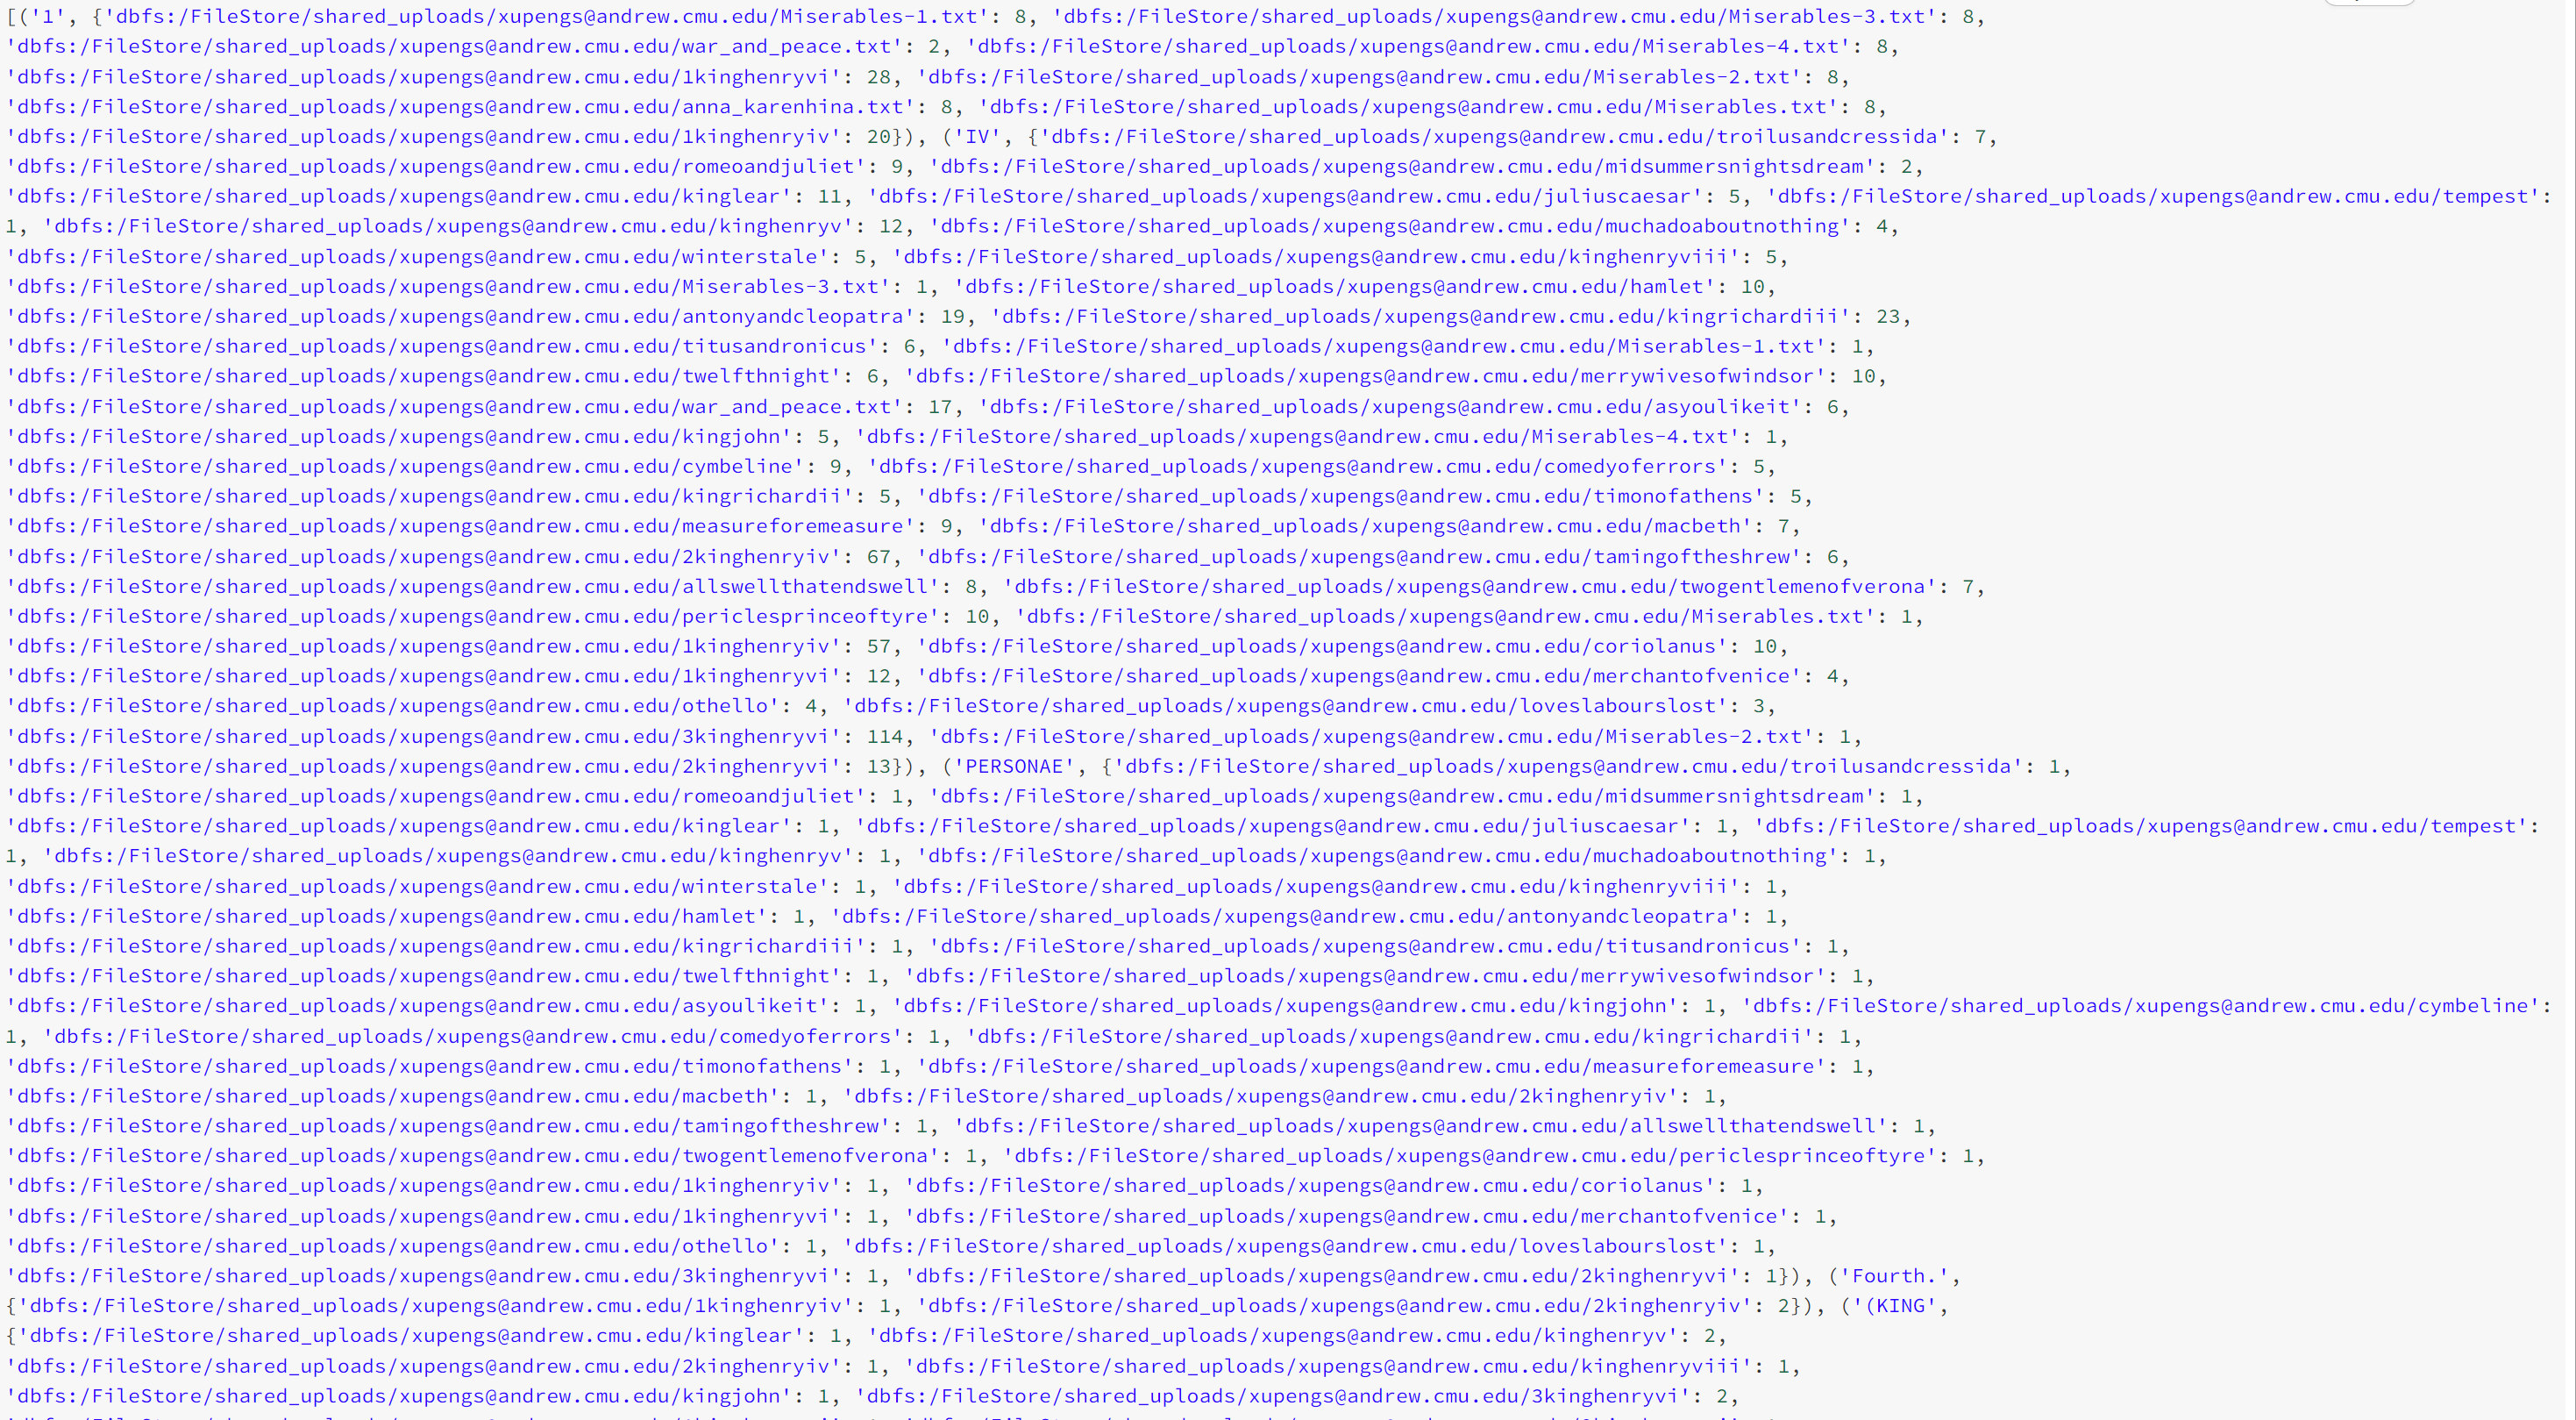 [('1', {'dbfs:/FileStore/shared_uploads/xupengs@andrew.cmu.edu/Miserables-1.txt': 8, 'dbfs:/FileStore/shared_uploads/xupengs@andrew.cmu.edu/Miserables-3.txt': 8,
'dbfs:/FileStore/shared_uploads/xupengs@andrew.cmu.edu/war_and_peace.txt': 2, 'dbfs:/FileStore/shared_uploads/xupengs@andrew.cmu.edu/Miserables-4.txt': 8,
'dbfs:/FileStore/shared_uploads/xupengs@andrew.cmu.edu/1kinghenryvi': 28, 'dbfs:/FileStore/shared_uploads/xupengs@andrew.cmu.edu/Miserables-2.txt': 8,
'dbfs:/FileStore/shared_uploads/xupengs@andrew.cmu.edu/anna_karenhina.txt': 8, 'dbfs:/FileStore/shared_uploads/xupengs@andrew.cmu.edu/Miserables.txt': 8,
'dbfs:/FileStore/shared_uploads/xupengs@andrew.cmu.edu/1kinghenryiv': 20}), ('IV', {'dbfs:/FileStore/shared_uploads/xupengs@andrew.cmu.edu/troilusandcressida': 7,
'dbfs:/FileStore/shared_uploads/xupengs@andrew.cmu.edu/romeoandjuliet': 9, 'dbfs:/FileStore/shared_uploads/xupengs@andrew.cmu.edu/midsummersnightsdream': 2,
'dbfs:/FileStore/shared_uploads/xupengs@andrew.cmu.edu/kinglear': 11, 'dbfs:/FileStore/shared_uploads/xupengs@andrew.cmu.edu/juliuscaesar': 5, 'dbfs:/FileStore/shared_uploads/xupengs@andrew.cmu.edu/tempest':
1, 'dbfs:/FileStore/shared_uploads/xupengs@andrew.cmu.edu/kinghenryv': 12, 'dbfs:/FileStore/shared_uploads/xupengs@andrew.cmu.edu/muchadoaboutnothing': 4,
'dbfs:/FileStore/shared_uploads/xupengs@andrew.cmu.edu/winterstale': 5, 'dbfs:/FileStore/shared_uploads/xupengs@andrew.cmu.edu/kinghenryviii': 5,
'dbfs:/FileStore/shared_uploads/xupengs@andrew.cmu.edu/Miserables-3.txt': 1, 'dbfs:/FileStore/shared_uploads/xupengs@andrew.cmu.edu/hamlet': 10,
'dbfs:/FileStore/shared_uploads/xupengs@andrew.cmu.edu/antonyandcleopatra': 19, 'dbfs:/FileStore/shared_uploads/xupengs@andrew.cmu.edu/kingrichardiii': 23,
'dbfs:/FileStore/shared_uploads/xupengs@andrew.cmu.edu/titusandronicus': 6, 'dbfs:/FileStore/shared_uploads/xupengs@andrew.cmu.edu/Miserables-1.txt': 1,
'dbfs:/FileStore/shared_uploads/xupengs@andrew.cmu.edu/twelfthnight': 6, 'dbfs:/FileStore/shared_uploads/xupengs@andrew.cmu.edu/merrywivesofwindsor': 10,
'dbfs:/FileStore/shared_uploads/xupengs@andrew.cmu.edu/war_and_peace.txt': 17, 'dbfs:/FileStore/shared_uploads/xupengs@andrew.cmu.edu/asyoulikeit': 6,
'dbfs:/FileStore/shared_uploads/xupengs@andrew.cmu.edu/kingjohn': 5, 'dbfs:/FileStore/shared_uploads/xupengs@andrew.cmu.edu/Miserables-4.txt': 1,
'dbfs:/FileStore/shared_uploads/xupengs@andrew.cmu.edu/cymbeline': 9, 'dbfs:/FileStore/shared_uploads/xupengs@andrew.cmu.edu/comedyoferrors': 5,
'dbfs:/FileStore/shared_uploads/xupengs@andrew.cmu.edu/kingrichardii': 5, 'dbfs:/FileStore/shared_uploads/xupengs@andrew.cmu.edu/timonofathens': 5,
'dbfs:/FileStore/shared_uploads/xupengs@andrew.cmu.edu/measureforemeasure': 9, 'dbfs:/FileStore/shared_uploads/xupengs@andrew.cmu.edu/macbeth': 7,
'dbfs:/FileStore/shared_uploads/xupengs@andrew.cmu.edu/2kinghenryiv': 67, 'dbfs:/FileStore/shared_uploads/xupengs@andrew.cmu.edu/tamingoftheshrew': 6,
'dbfs:/FileStore/shared_uploads/xupengs@andrew.cmu.edu/allswellthatendswell': 8, 'dbfs:/FileStore/shared_uploads/xupengs@andrew.cmu.edu/twogentlemenofverona': 7,
'dbfs:/FileStore/shared_uploads/xupengs@andrew.cmu.edu/periclesprinceoftyre': 10, 'dbfs:/FileStore/shared_uploads/xupengs@andrew.cmu.edu/Miserables.txt': 1,
'dbfs:/FileStore/shared_uploads/xupengs@andrew.cmu.edu/1kinghenryiv': 57, 'dbfs:/FileStore/shared_uploads/xupengs@andrew.cmu.edu/coriolanus': 10,
'dbfs:/FileStore/shared_uploads/xupengs@andrew.cmu.edu/1kinghenryvi': 12, 'dbfs:/FileStore/shared_uploads/xupengs@andrew.cmu.edu/merchantofvenice': 4,
'dbfs:/FileStore/shared_uploads/xupengs@andrew.cmu.edu/othello': 4, 'dbfs:/FileStore/shared_uploads/xupengs@andrew.cmu.edu/loveslabourslost': 3,
'dbfs:/FileStore/shared_uploads/xupengs@andrew.cmu.edu/3kinghenryvi': 114, 'dbfs:/FileStore/shared_uploads/xupengs@andrew.cmu.edu/Miserables-2.txt': 1,
'dbfs:/FileStore/shared_uploads/xupengs@andrew.cmu.edu/2kinghenryvi': 13}), ('PERSONAE', {'dbfs:/FileStore/shared_uploads/xupengs@andrew.cmu.edu/troilusandcressida': 1,
'dbfs:/FileStore/shared_uploads/xupengs@andrew.cmu.edu/romeoandjuliet': 1, 'dbfs:/FileStore/shared_uploads/xupengs@andrew.cmu.edu/midsummersnightsdream': 1,
'dbfs:/FileStore/shared_uploads/xupengs@andrew.cmu.edu/kinglear': 1, 'dbfs:/FileStore/shared_uploads/xupengs@andrew.cmu.edu/juliuscaesar': 1, 'dbfs:/FileStore/shared_uploads/xupengs@andrew.cmu.edu/tempest':
1, 'dbfs:/FileStore/shared_uploads/xupengs@andrew.cmu.edu/kinghenryv': 1, 'dbfs:/FileStore/shared_uploads/xupengs@andrew.cmu.edu/muchadoaboutnothing': 1,
'dbfs:/FileStore/shared_uploads/xupengs@andrew.cmu.edu/winterstale': 1, 'dbfs:/FileStore/shared_uploads/xupengs@andrew.cmu.edu/kinghenryviii': 1,
'dbfs:/FileStore/shared_uploads/xupengs@andrew.cmu.edu/hamlet': 1, 'dbfs:/FileStore/shared_uploads/xupengs@andrew.cmu.edu/antonyandcleopatra': 1,
'dbfs:/FileStore/shared_uploads/xupengs@andrew.cmu.edu/kingrichardiii': 1, 'dbfs:/FileStore/shared_uploads/xupengs@andrew.cmu.edu/titusandronicus': 1,
'dbfs:/FileStore/shared_uploads/xupengs@andrew.cmu.edu/twelfthnight': 1, 'dbfs:/FileStore/shared_uploads/xupengs@andrew.cmu.edu/merrywivesofwindsor': 1,
'dbfs:/FileStore/shared_uploads/xupengs@andrew.cmu.edu/asyoulikeit': 1, 'dbfs:/FileStore/shared_uploads/xupengs@andrew.cmu.edu/kingjohn': 1, 'dbfs:/FileStore/shared_uploads/xupengs@andrew.cmu.edu/cymbeline':
1, 'dbfs:/FileStore/shared_uploads/xupengs@andrew.cmu.edu/comedyoferrors': 1, 'dbfs:/FileStore/shared_uploads/xupengs@andrew.cmu.edu/kingrichardii': 1,
'dbfs:/FileStore/shared_uploads/xupengs@andrew.cmu.edu/timonofathens': 1, 'dbfs:/FileStore/shared_uploads/xupengs@andrew.cmu.edu/measureforemeasure': 1,
'dbfs:/FileStore/shared_uploads/xupengs@andrew.cmu.edu/macbeth': 1, 'dbfs:/FileStore/shared_uploads/xupengs@andrew.cmu.edu/2kinghenryiv': 1,
'dbfs:/FileStore/shared_uploads/xupengs@andrew.cmu.edu/tamingoftheshrew': 1, 'dbfs:/FileStore/shared_uploads/xupengs@andrew.cmu.edu/allswellthatendswell': 1,
'dbfs:/FileStore/shared_uploads/xupengs@andrew.cmu.edu/twogentlemenofverona': 1, 'dbfs:/FileStore/shared_uploads/xupengs@andrew.cmu.edu/periclesprinceoftyre': 1,
'dbfs:/FileStore/shared_uploads/xupengs@andrew.cmu.edu/1kinghenryiv': 1, 'dbfs:/FileStore/shared_uploads/xupengs@andrew.cmu.edu/coriolanus': 1,
'dbfs:/FileStore/shared_uploads/xupengs@andrew.cmu.edu/1kinghenryvi': 1, 'dbfs:/FileStore/shared_uploads/xupengs@andrew.cmu.edu/merchantofvenice': 1,
'dbfs:/FileStore/shared_uploads/xupengs@andrew.cmu.edu/othello': 1, 'dbfs:/FileStore/shared_uploads/xupengs@andrew.cmu.edu/loveslabourslost': 1,
'dbfs:/FileStore/shared_uploads/xupengs@andrew.cmu.edu/3kinghenryvi': 1, 'dbfs:/FileStore/shared_uploads/xupengs@andrew.cmu.edu/2kinghenryvi': 1}), ('Fourth.',
{'dbfs:/FileStore/shared_uploads/xupengs@andrew.cmu.edu/1kinghenryiv': 1, 'dbfs:/FileStore/shared_uploads/xupengs@andrew.cmu.edu/2kinghenryiv': 2}), ('(KING',
{'dbfs:/FileStore/shared_uploads/xupengs@andrew.cmu.edu/kinglear': 1, 'dbfs:/FileStore/shared_uploads/xupengs@andrew.cmu.edu/kinghenryv': 2,
'dbfs:/FileStore/shared_uploads/xupengs@andrew.cmu.edu/2kinghenryiv': 1, 'dbfs:/FileStore/shared_uploads/xupengs@andrew.cmu.edu/kinghenryviii': 1,
'dbfs:/FileStore/shared_uploads/xupengs@andrew.cmu.edu/kingjohn': 1, 'dbfs:/FileStore/shared_uploads/xupengs@andrew.cmu.edu/3kinghenryvi': 2,